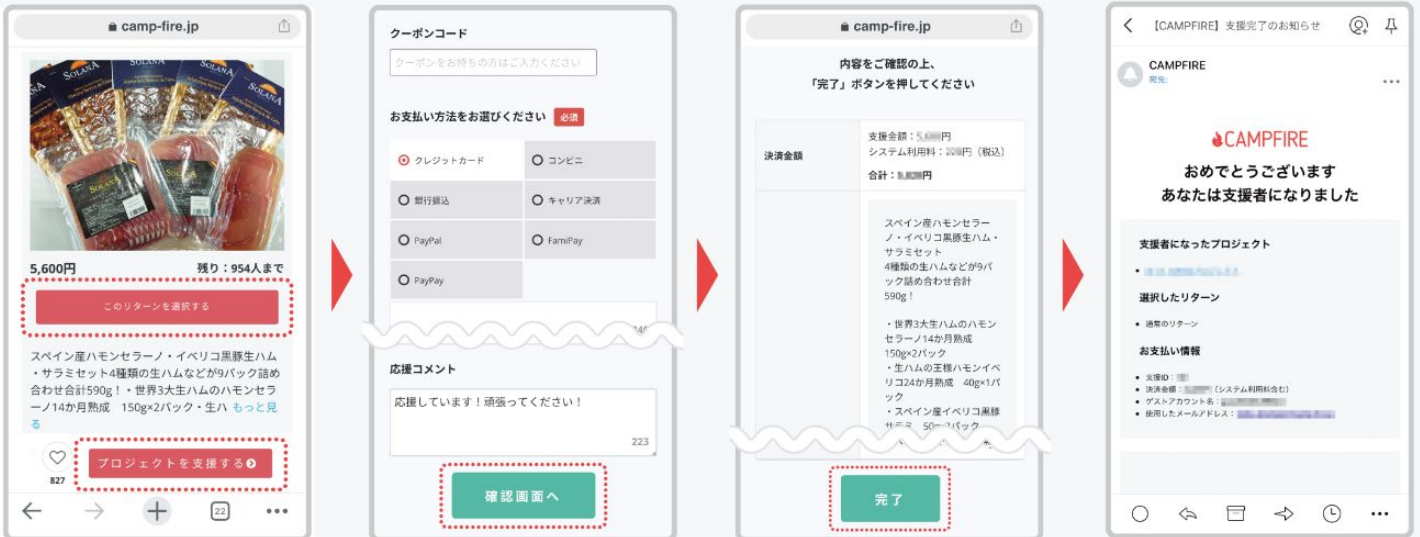 camp-fire.jp
SOLANA
SOLANA
SOLANA
SOLANA
SOLANA
5,600円
残り：954人まで
このリターンを選択する
スペイン産ハモンセラーノ・イベリコ黒豚生ハム
・サラミセット4種類の生ハムなどが9パック詰め
合わせ合計590g！・世界3大生ハムのハモンセラ
ーノ14か月熟成　150g×2パック・生ハ もっと見
る
827
プロジェクトを支援する
22
クーポンコード
クーポンをお持ちの方はご入力ください
お支払い方法をお選びください 必須
クレジットカード
コンビニ
銀行振込
キャリア決済
PayPal
FamiPay
PayPay
応援コメント
応援しています！頑張ってください！
223
確認画面へ
camp-fire.jp
内容をご確認の上、
「完了」ボタンを押してください
決済金額
支援金額：円
システム利用料：円（税込）
合計：円
スペイン産ハモンセラー
ノ・イベリコ黒豚生ハム・
サラミセット
4種類の生ハムなどが9パ
ック詰め合わせ合計
590g！
・世界3大生ハムのハモン
セラーノ14か月熟成
150g×2パック
・生ハムの王様ハモンイベ
リコ24か月熟成　40g×1パ
ック
・スペイン産イベリコ黒豚
サラミ　50g×2パック
完了
【CAMPFIRE】支援完了のお知らせ
CAMPFIRE
宛先:
CAMPFIRE
おめでとうございます
あなたは支援者になりました
支援者になったプロジェクト
選択したリターン
通常のリターン
お支払い情報
支援ID：
決済金額：（システム利用料含む）
ゲストアカウント名：
使用したメールアドレス：